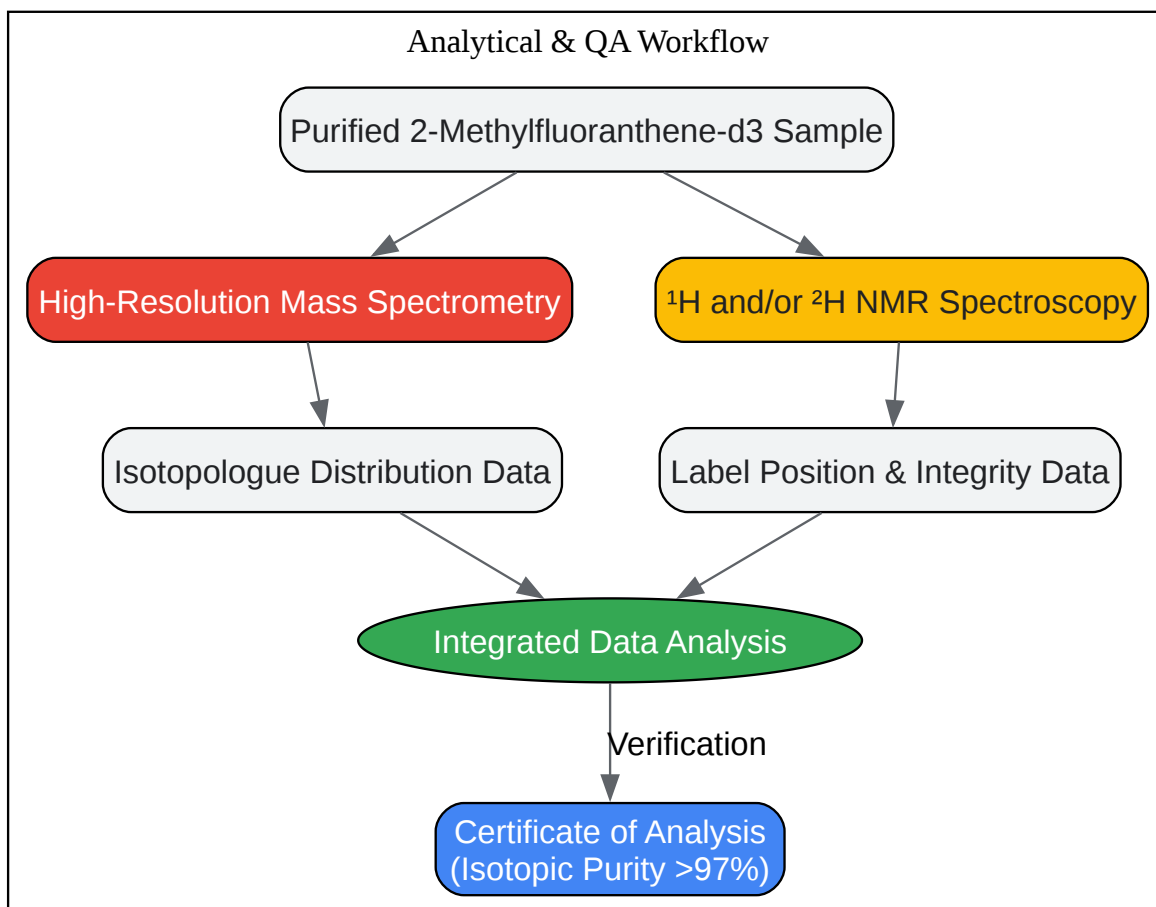 Analytical & QA Workflow
Purified 2-Methylfluoranthene-d3 Sample
High-Resolution Mass Spectrometry
¹H and/or ²H NMR Spectroscopy
Isotopologue Distribution Data
Label Position & Integrity Data
Integrated Data Analysis
Verification
Certificate of Analysis
(Isotopic Purity >97%)